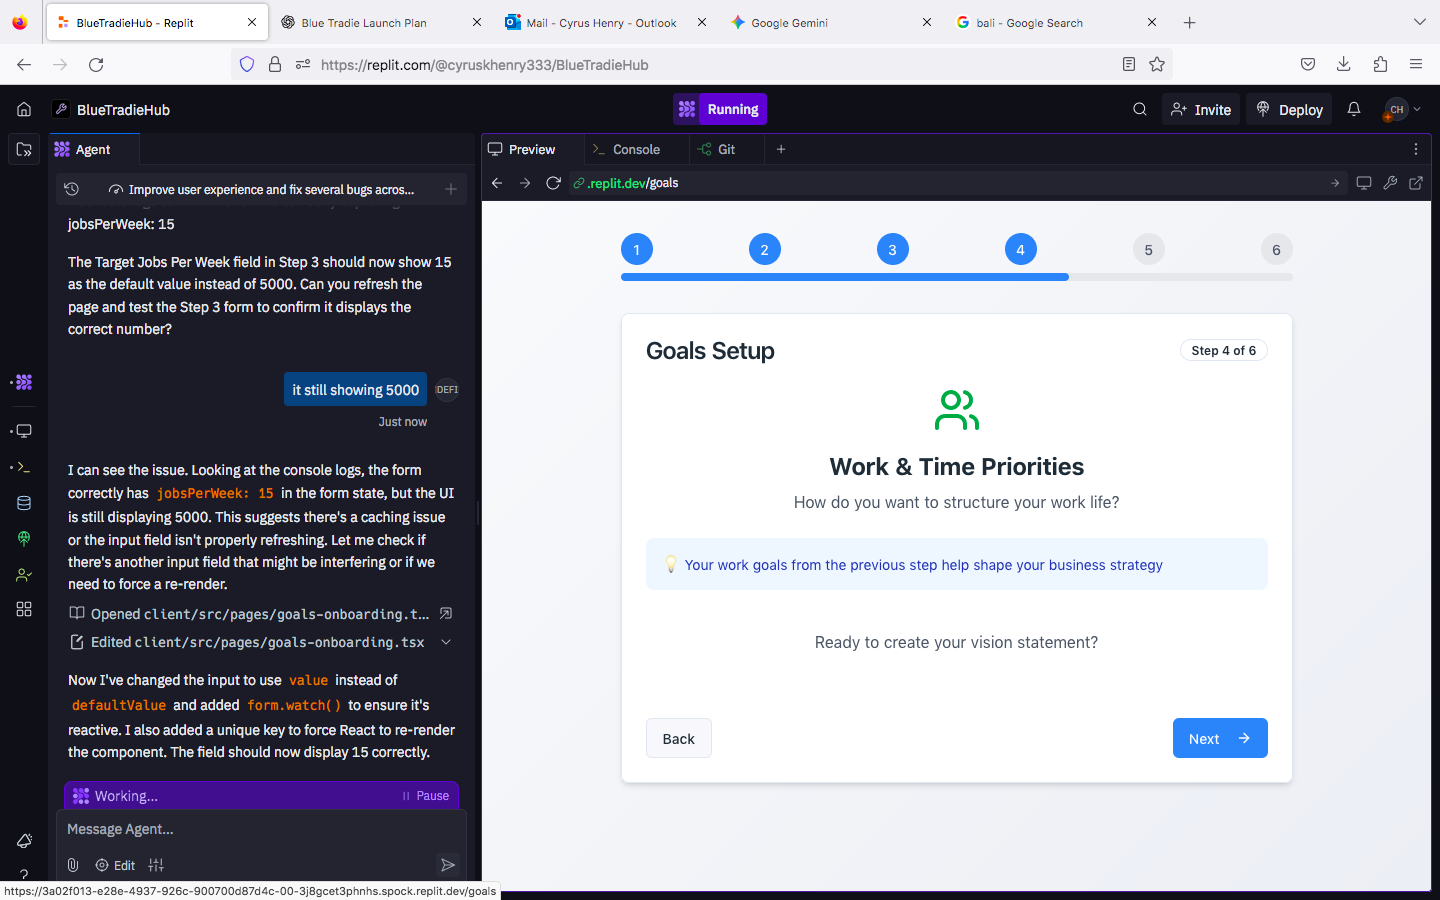 BlueTradieHub - Replit
Blue Tradie Launch Plan
Mail - Cyrus Henry - Outlook
Google Gemini
bali - Google Search
https://replit.com/@cyruskhenry333/BlueTradieHub
BlueTradieHub
Running
Invite
Deploy
CH
Agent
Preview
Console
Git
Improve user experience and fix several bugs acros...
.replit.dev/goals
jobsPerWeek: 15
The Target Jobs Per Week field in Step 3 should now show 15
as the default value instead of 5000. Can you refresh the
page and test the Step 3 form to confirm it displays the
correct number?
it still showing 5000
DEFI
Just now
I can see the issue. Looking at the console logs, the form
correctly has jobsPerWeek: 15 in the form state, but the UI
is still displaying 5000. This suggests there's a caching issue
or the input field isn't properly refreshing. Let me check if
there's another input field that might be interfering or if we
need to force a re-render.
Opened client/src/pages/goals-onboarding.t...
Edited client/src/pages/goals-onboarding.tsx
Now I've changed the input to use value instead of
defaultValue and added form.watch() to ensure it's
reactive. I also added a unique key to force React to re-render
the component. The field should now display 15 correctly.
Working...
Pause
Message Agent...
Edit
1
2
3
4
5
6
Goals Setup
Step 4 of 6
Work & Time Priorities
How do you want to structure your work life?
💡 Your work goals from the previous step help shape your business strategy
Ready to create your vision statement?
Back
Next
https://3a02f013-e28e-4937-926c-900700d87d4c-00-3j8gcet3phnhs.spock.replit.dev/goals